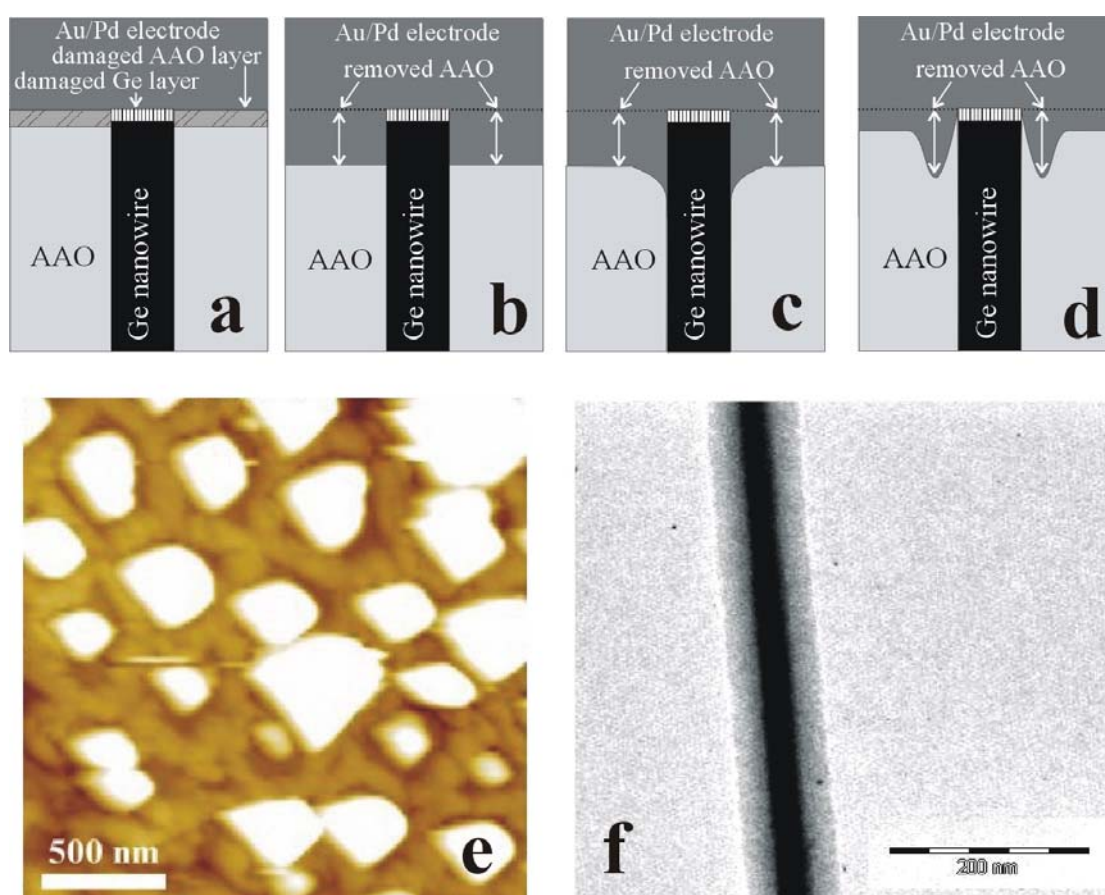 Au/Pd electrode
damaged AAO layer
damaged Ge layer
AAO
Ge nanowire
a
Au/Pd electrode
removed AAO
AAO
Ge nanowire
b
Au/Pd electrode
removed AAO
AAO
Ge nanowire
c
Au/Pd electrode
removed AAO
AAO
Ge nanowire
d
500 nm
e
f
200 nm